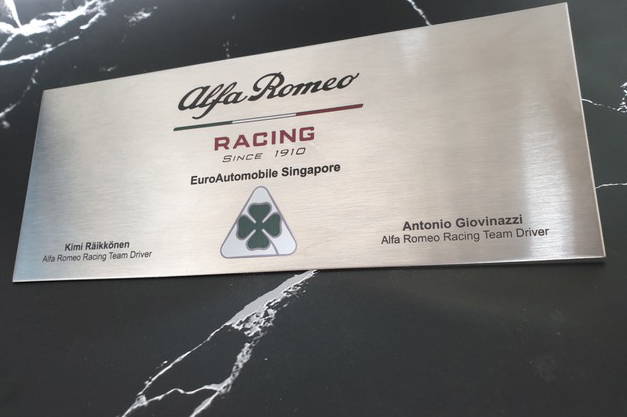 Alfa Romeo
RACING
SINCE 1910
EuroAutomobile Singapore
Kimi Räikkönen
Alfa Romeo Racing Team Driver
Antonio Giovinazzi
Alfa Romeo Racing Team Driver